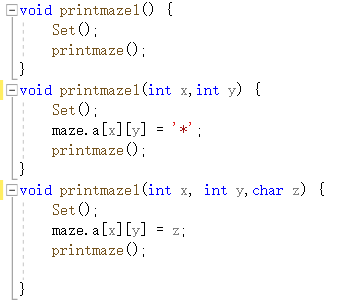 void printmaze1() {
    Set();
    printmaze();
}
void printmaze1(int x,int y) {
    Set();
    maze.a[x][y] = '*';
    printmaze();
}
void printmaze1(int x, int y,char z) {
    Set();
    maze.a[x][y] = z;
    printmaze();

}